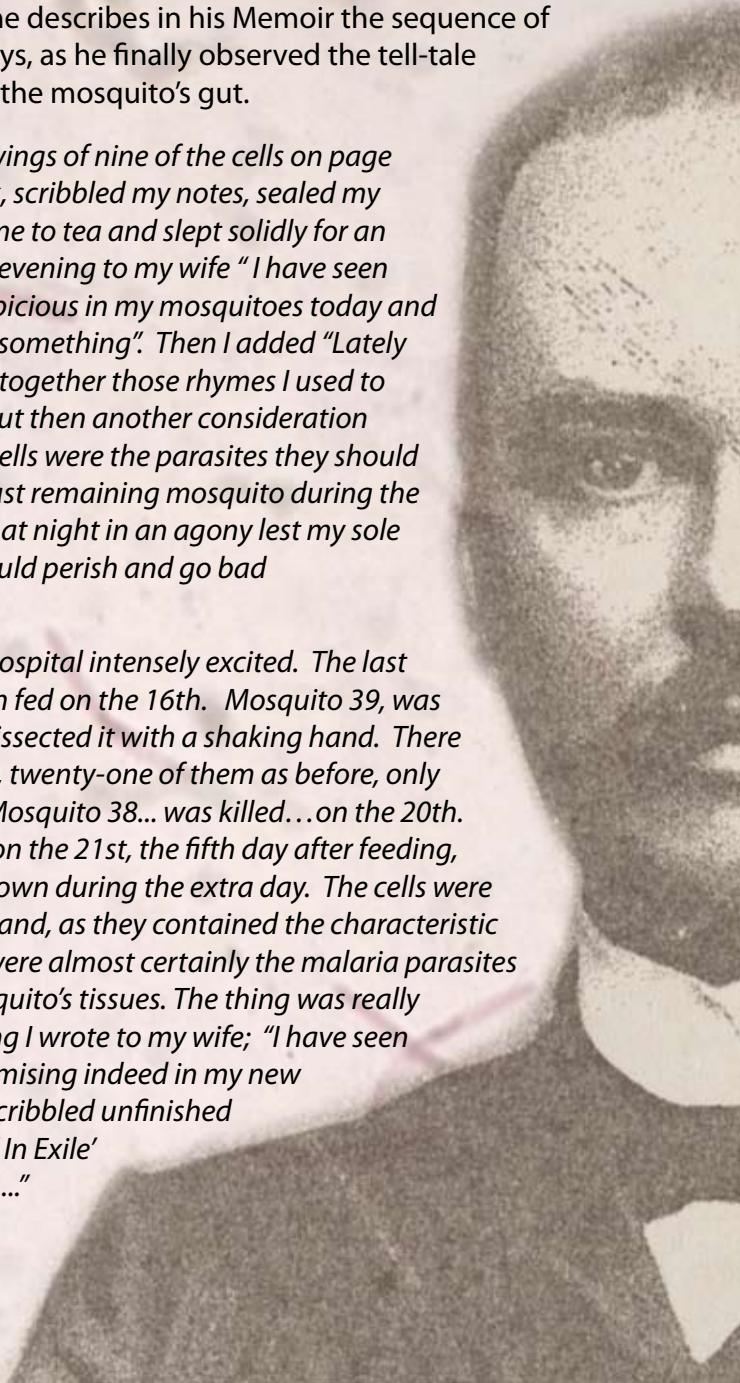 ne describes in his Memoir the sequence of
ys, as he finally observed the tell-tale
the mosquito’s gut.
wings of nine of the cells on page
, scribbled my notes, sealed my
me to tea and slept solidly for an
evening to my wife “ I have seen
picious in my mosquitoes today and
something”. Then I added “Lately
together those rhymes I used to
ut then another consideration
ells were the parasites they should
ast remaining mosquito during the
at night in an agony lest my sole
uld perish and go bad
ospital intensely excited. The last
n fed on the 16th. Mosquito 39, was
issected it with a shaking hand. There
, twenty-one of them as before, only
Mosquito 38... was killed…on the 20th.
on the 21st, the fifth day after feeding,
own during the extra day. The cells were
and, as they contained the characteristic
were almost certainly the malaria parasites
quito’s tissues. The thing was really
ng I wrote to my wife; “I have seen
mising indeed in my new
cribbled unfinished
In Exile’
...”